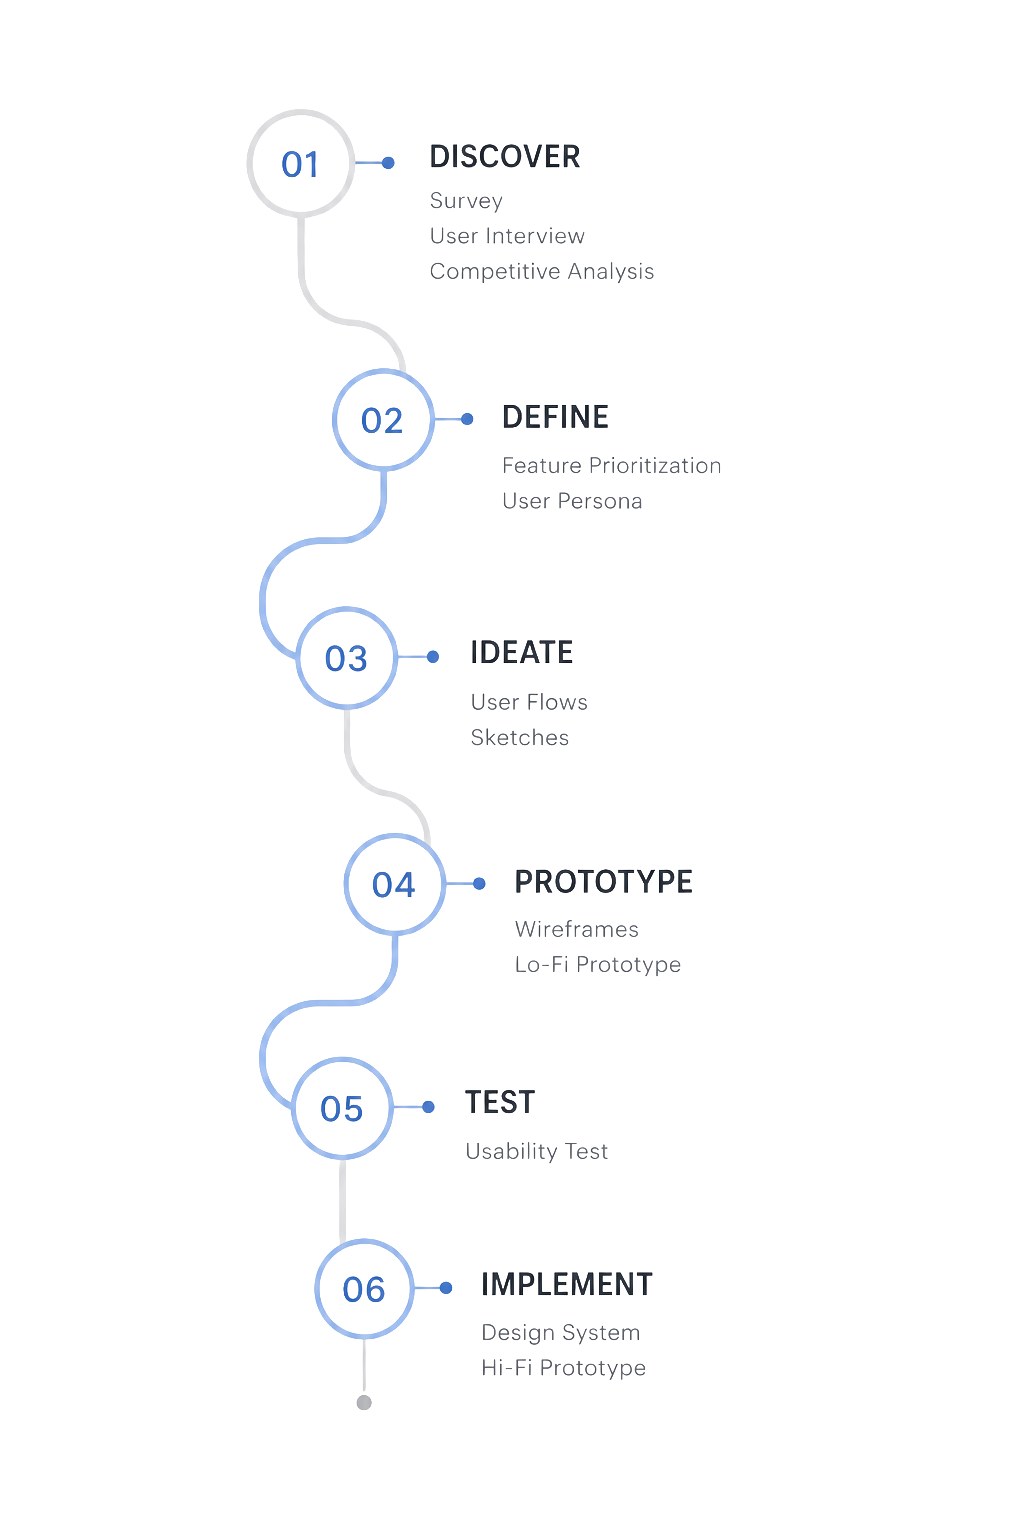 01
DISCOVER
Survey
User Interview
Competitive Analysis
02
DEFINE
Feature Prioritization
User Persona
03
IDEATE
User Flows
Sketches
04
PROTOTYPE
Wireframes
Lo-Fi Prototype
05
TEST
Usability Test
06
IMPLEMENT
Design System
Hi-Fi Prototype